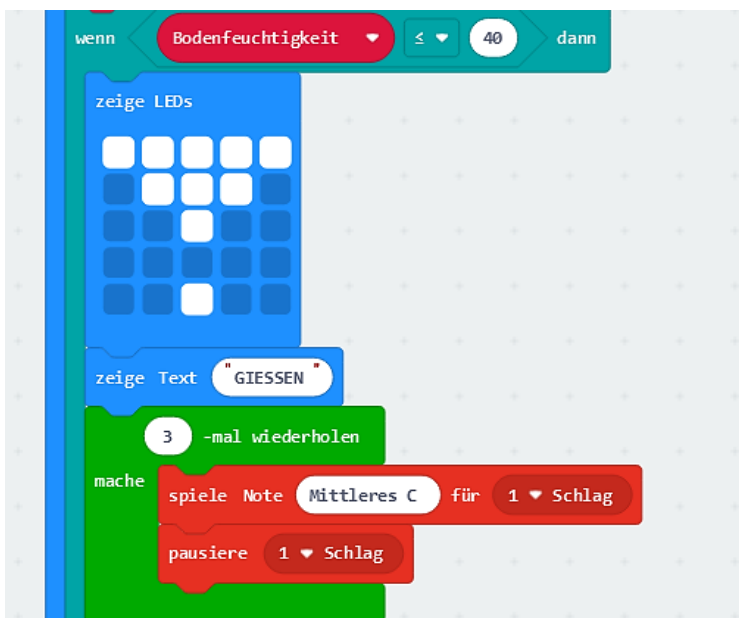 wenn Bodenfeuchtigkeit ≤ 40 dann
zeige LEDs
zeige Text "GIESSEN"
3 -mal wiederholen
mache
spiele Note Mittleres C für 1 Schlag
pausiere 1 Schlag